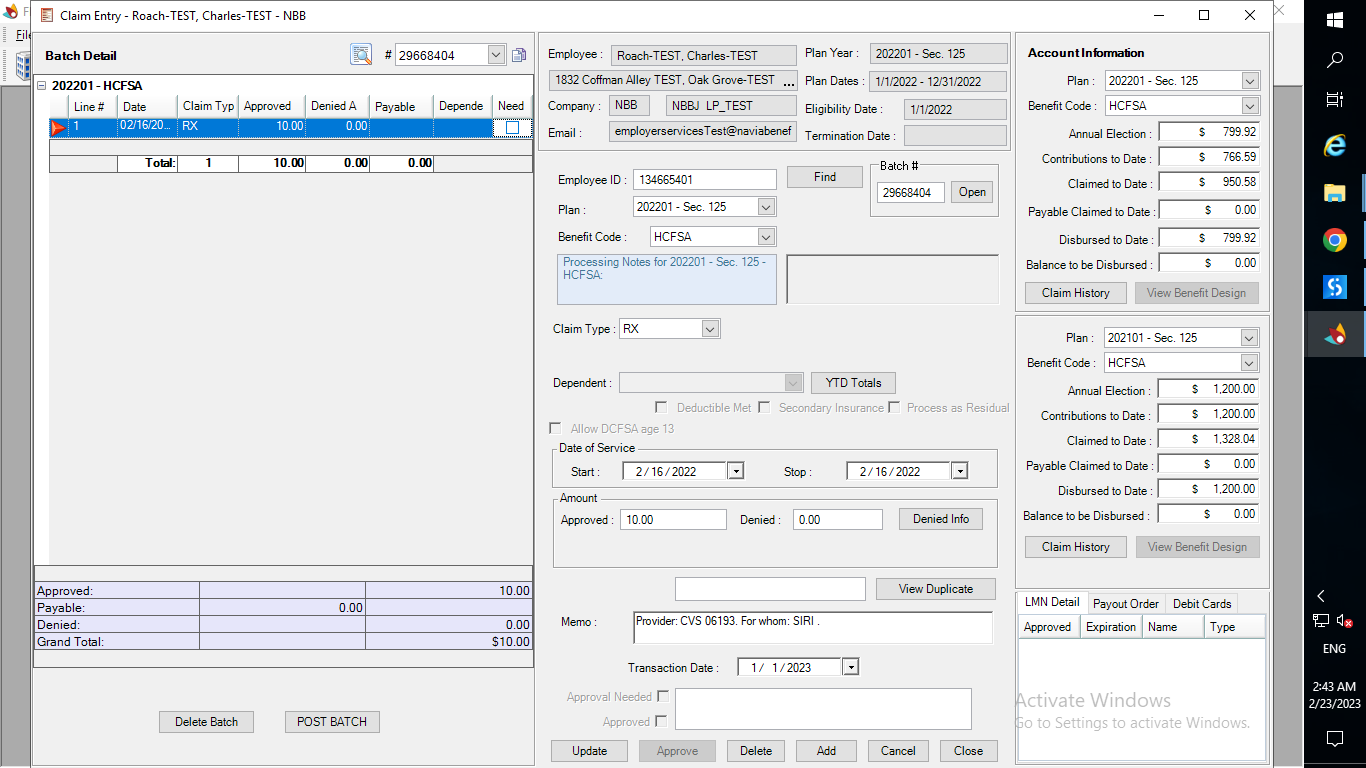 Claim Entry - Roach-TEST, Charles-TEST - NBB
File
Batch Detail
# 29668404
202201 - HCFSA
Line # Date Claim Typ Approved Denied A Payable Depende Need
1 02/16/20... RX 10.00 0.00
Total: 1 10.00 0.00 0.00
Approved: 10.00
Payable: 0.00
Denied: 0.00
Grand Total: $10.00
Delete Batch POST BATCH
Employee : Roach-TEST, Charles-TEST
1832 Coffman Alley TEST, Oak Grove-TEST ...
Company : NBB NBBJ LP_TEST
Email : employerservicesTest@naviabenef
Plan Year : 202201 - Sec. 125
Plan Dates : 1/1/2022 - 12/31/2022
Eligibility Date : 1/1/2022
Termination Date :
Employee ID : 134665401 Find
Batch #
29668404 Open
Plan : 202201 - Sec. 125
Benefit Code : HCFSA
Processing Notes for 202201 - Sec. 125 -
HCFSA:
Claim Type : RX
Dependent : YTD Totals
Deductible Met Secondary Insurance Process as Residual
Allow DCFSA age 13
Date of Service
Start : 2 / 16 / 2022 Stop : 2 / 16 / 2022
Amount
Approved : 10.00 Denied : 0.00 Denied Info
View Duplicate
Memo : Provider: CVS 06193. For whom: SIRI .
Transaction Date : 1 / 1 / 2023
Approval Needed
Approved
Update Approve Delete Add Cancel Close
Account Information
Plan : 202201 - Sec. 125
Benefit Code : HCFSA
Annual Election : $ 799.92
Contributions to Date : $ 766.59
Claimed to Date : $ 950.58
Payable Claimed to Date : $ 0.00
Disbursed to Date : $ 799.92
Balance to be Disbursed : $ 0.00
Claim History View Benefit Design
Plan : 202101 - Sec. 125
Benefit Code : HCFSA
Annual Election : $ 1,200.00
Contributions to Date : $ 1,200.00
Claimed to Date : $ 1,328.04
Payable Claimed to Date : $ 0.00
Disbursed to Date : $ 1,200.00
Balance to be Disbursed : $ 0.00
Claim History View Benefit Design
LMN Detail Payout Order Debit Cards
Approved Expiration Name Type
Activate Windows
Go to Settings to activate Windows.
ENG
2:43 AM
2/23/2023